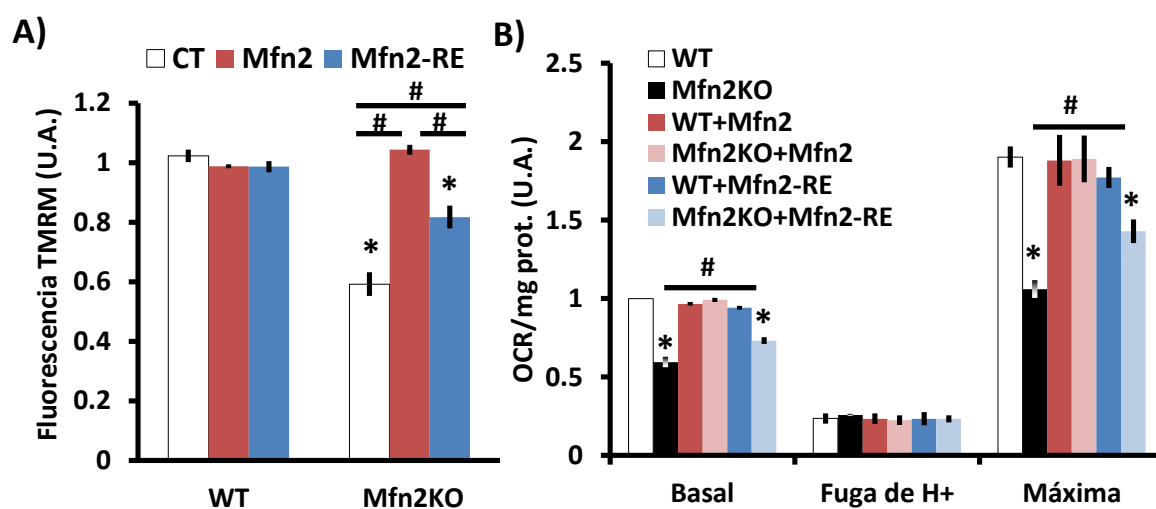 A)
CT Mfn2 Mfn2-RE
Fluorescencia TMRM (U.A.)
1.2
1
0.8
0.6
0.4
0.2
0
#
# #
*
*
WT Mfn2KO
B)
WT
Mfn2KO
WT+Mfn2
Mfn2KO+Mfn2
WT+Mfn2-RE
Mfn2KO+Mfn2-RE
OCR/mg prot. (U.A.)
2.5
2
1.5
1
0.5
0
#
*
*
#
*
*
Basal Fuga de H+ Máxima